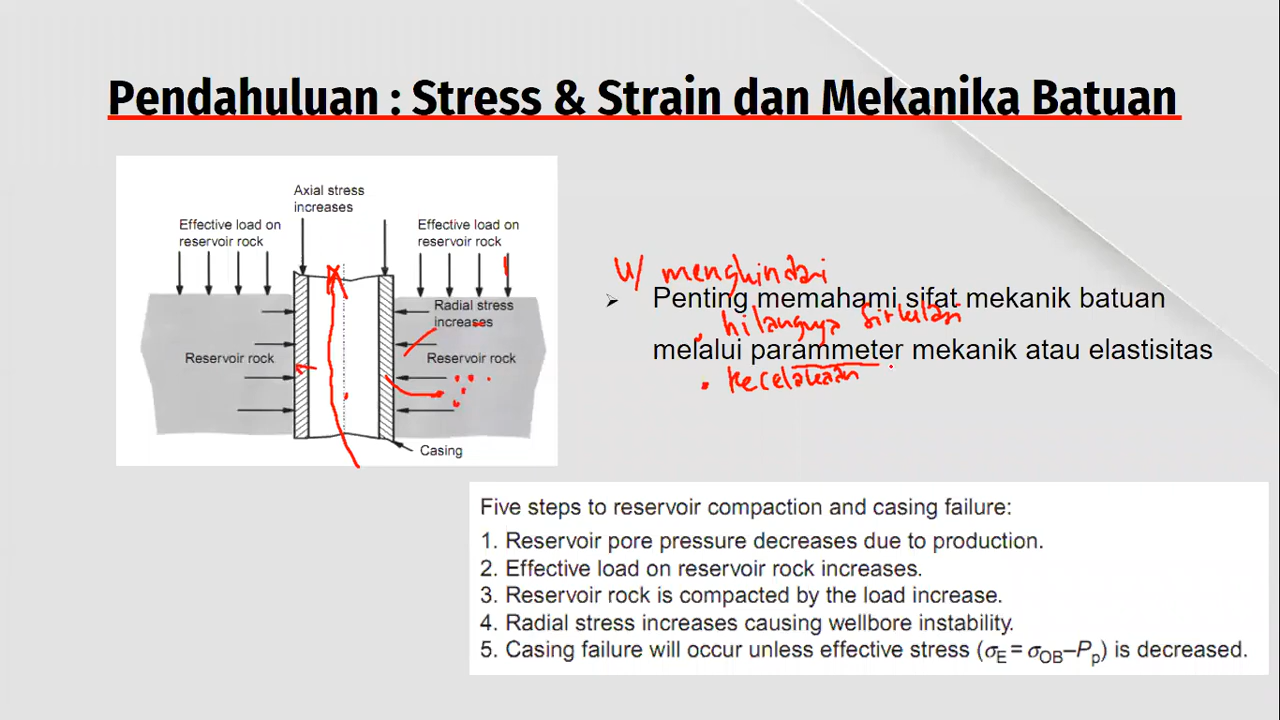 Pendahuluan : Stress & Strain dan Mekanika Batuan
Axial stress
increases
Effective load on
reservoir rock
Effective load on
reservoir rock
Radial stress
increases
Reservoir rock
Reservoir rock
Casing
u/ menghindari
➢ Penting memahami sifat mekanik batuan
• hilangnya sirkulasi
melalui parammeter mekanik atau elastisitas
• kecelakaan
Five steps to reservoir compaction and casing failure:
1. Reservoir pore pressure decreases due to production.
2. Effective load on reservoir rock increases.
3. Reservoir rock is compacted by the load increase.
4. Radial stress increases causing wellbore instability.
5. Casing failure will occur unless effective stress (σE = σOB–Pp) is decreased.